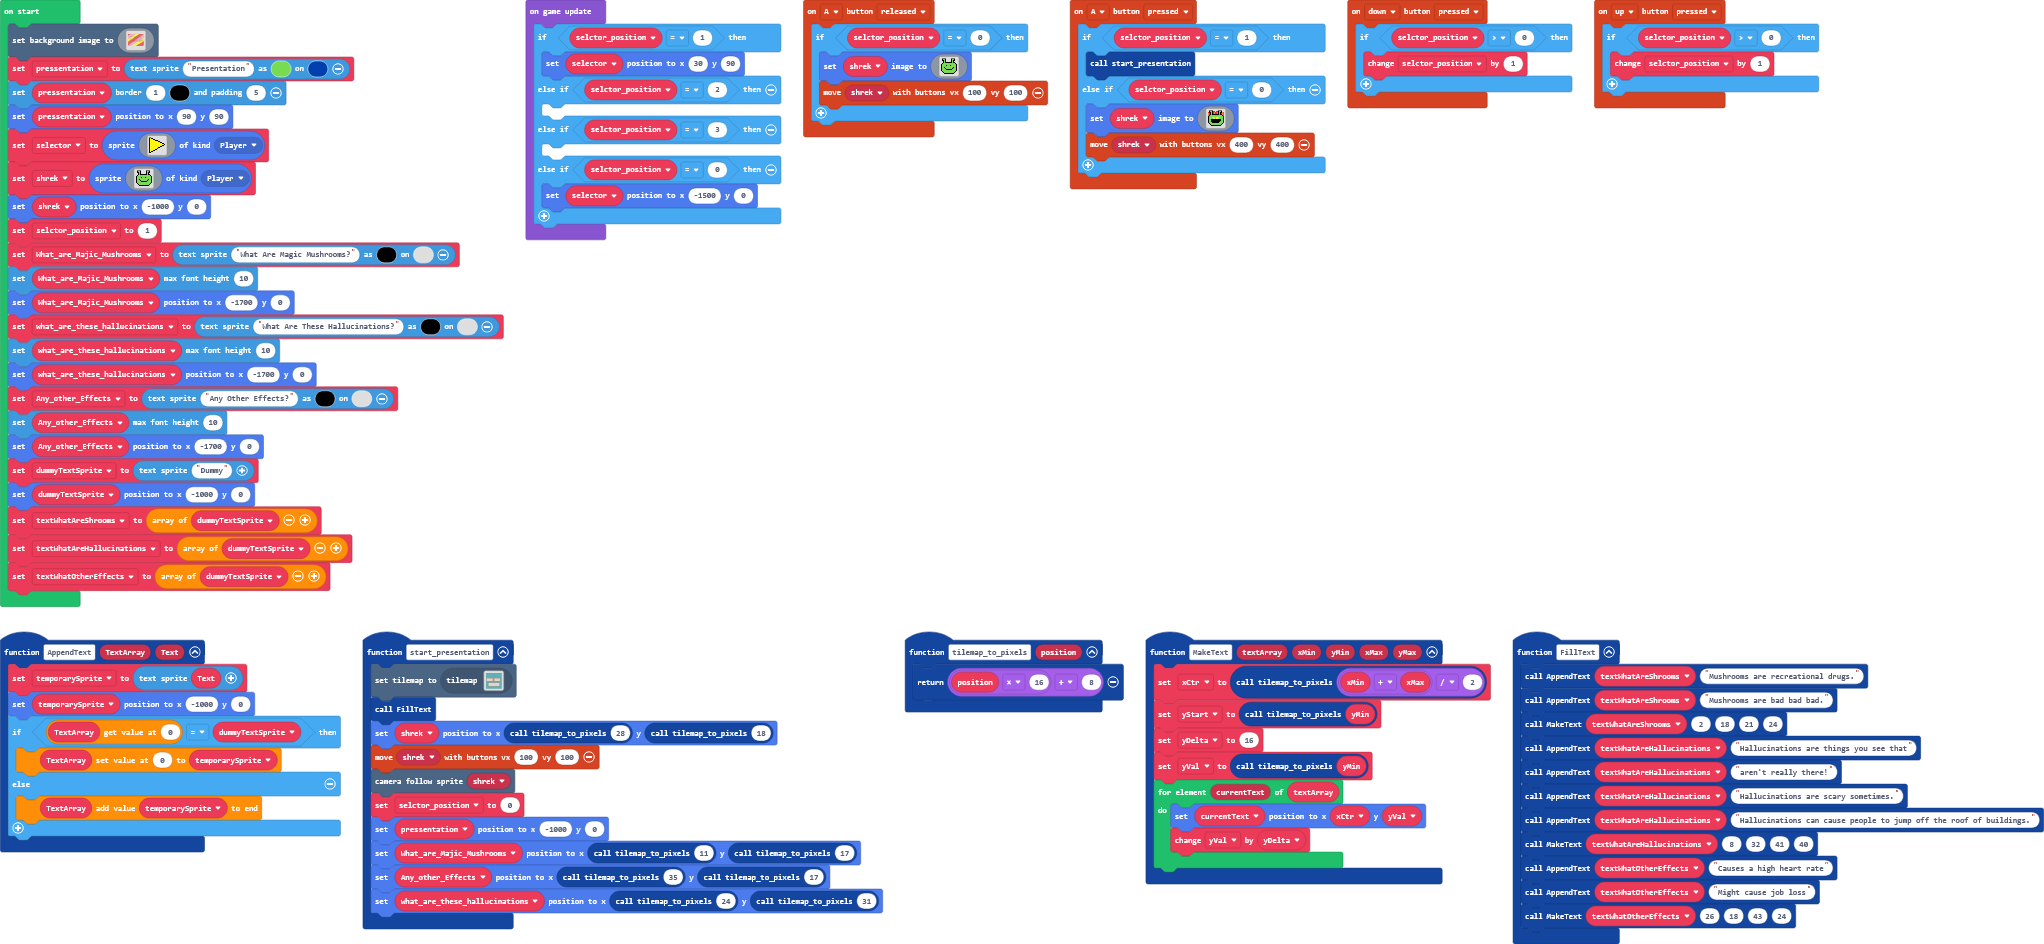 on start
set background image to
set pressentation to text sprite "Presentation" as on
set pressentation border 1 and padding 5
set pressentation position to x 90 y 90
set selector to sprite of kind Player
set shrek to sprite of kind Player
set shrek position to x -1000 y 0
set selctor_position to 1
set What_are_Majic_Mushrooms to text sprite "What Are Magic Mushrooms?" as on
set What_are_Majic_Mushrooms max font height 10
set What_are_Majic_Mushrooms position to x -1700 y 0
set what_are_these_hallucinations to text sprite "What Are These Hallucinations?" as on
set what_are_these_hallucinations max font height 10
set what_are_these_hallucinations position to x -1700 y 0
set Any_other_Effects to text sprite "Any Other Effects?" as on
set Any_other_Effects max font height 10
set Any_other_Effects position to x -1700 y 0
set dummyTextSprite to text sprite "Dummy"
set dummyTextSprite position to x -1000 y 0
set textWhatAreShrooms to array of dummyTextSprite
set textWhatAreHallucinations to array of dummyTextSprite
set textWhatOtherEffects to array of dummyTextSprite
on game update
if selctor_position = 1 then
set selector position to x 30 y 90
else if selctor_position = 2 then
else if selctor_position = 3 then
else if selctor_position = 0 then
set selector position to x -1500 y 0
on A button released
if selctor_position = 0 then
set shrek image to
move shrek with buttons vx 100 vy 100
on A button pressed
if selctor_position = 1 then
call start_presentation
else if selctor_position = 0 then
set shrek image to
move shrek with buttons vx 400 vy 400
on down button pressed
if selctor_position > 0 then
change selctor_position by 1
on up button pressed
if selctor_position > 0 then
change selctor_position by 1
function AppendText TextArray Text
set temporarySprite to text sprite Text
set temporarySprite position to x -1000 y 0
if TextArray get value at 0 = dummyTextSprite then
TextArray set value at 0 to temporarySprite
else
TextArray add value temporarySprite to end
function start_presentation
set tilemap to tilemap
call FillText
set shrek position to x call tilemap_to_pixels 28 y call tilemap_to_pixels 18
move shrek with buttons vx 100 vy 100
camera follow sprite shrek
set selctor_position to 0
set pressentation position to x -1000 y 0
set What_are_Majic_Mushrooms position to x call tilemap_to_pixels 11 y call tilemap_to_pixels 17
set Any_other_Effects position to x call tilemap_to_pixels 35 y call tilemap_to_pixels 17
set what_are_these_hallucinations position to x call tilemap_to_pixels 24 y call tilemap_to_pixels 31
function tilemap_to_pixels position
return position × 16 + 8
function MakeText textArray xMin yMin xMax yMax
set xCtr to call tilemap_to_pixels xMin + xMax / 2
set yStart to call tilemap_to_pixels yMin
set yDelta to 16
set yVal to call tilemap_to_pixels yMin
for element currentText of textArray
do set currentText position to x xCtr y yVal
change yVal by yDelta
function FillText
call AppendText textWhatAreShrooms "Mushrooms are recreational drugs."
call AppendText textWhatAreShrooms "Mushrooms are bad bad bad."
call MakeText textWhatAreShrooms 2 18 21 24
call AppendText textWhatAreHallucinations "Hallucinations are things you see that"
call AppendText textWhatAreHallucinations "aren't really there!"
call AppendText textWhatAreHallucinations "Hallucinations are scary sometimes."
call AppendText textWhatAreHallucinations "Hallucinations can cause people to jump off the roof of buildings."
call MakeText textWhatAreHallucinations 8 32 41 40
call AppendText textWhatOtherEffects "Causes a high heart rate"
call AppendText textWhatOtherEffects "Might cause job loss"
call MakeText textWhatOtherEffects 26 18 43 24